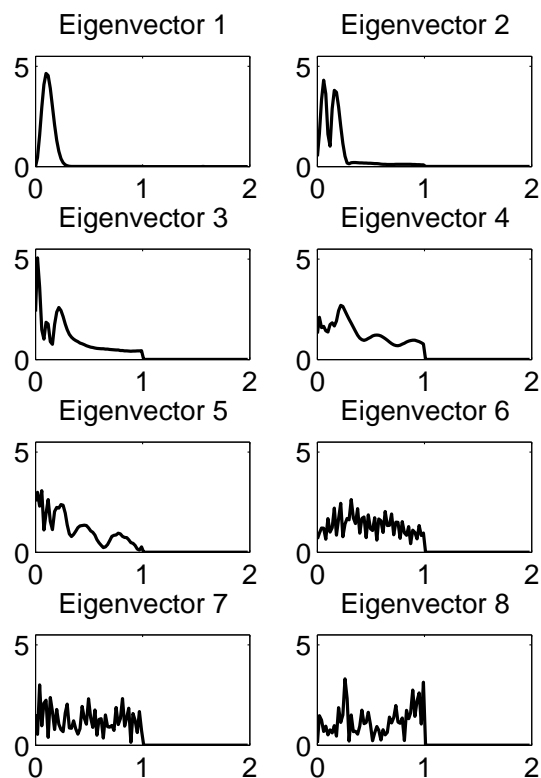 Eigenvector 1 Eigenvector 2
5 5
0 0
0 1 2 0 1 2
Eigenvector 3 Eigenvector 4
5 5
0 0
0 1 2 0 1 2
Eigenvector 5 Eigenvector 6
5 5
0 0
0 1 2 0 1 2
Eigenvector 7 Eigenvector 8
5 5
0 0
0 1 2 0 1 2